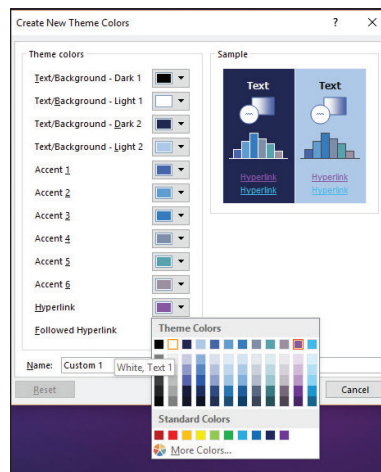 Create New Theme Colors ? ×
Theme colors
Text/Background - Dark 1
Text/Background - Light 1
Text/Background - Dark 2
Text/Background - Light 2
Accent 1
Accent 2
Accent 3
Accent 4
Accent 5
Accent 6
Hyperlink
Followed Hyperlink
Sample
Text Text
Hyperlink Hyperlink
Hyperlink Hyperlink
Name: Custom 1
White, Text 1
Reset Cancel
Theme Colors
Standard Colors
More Colors...